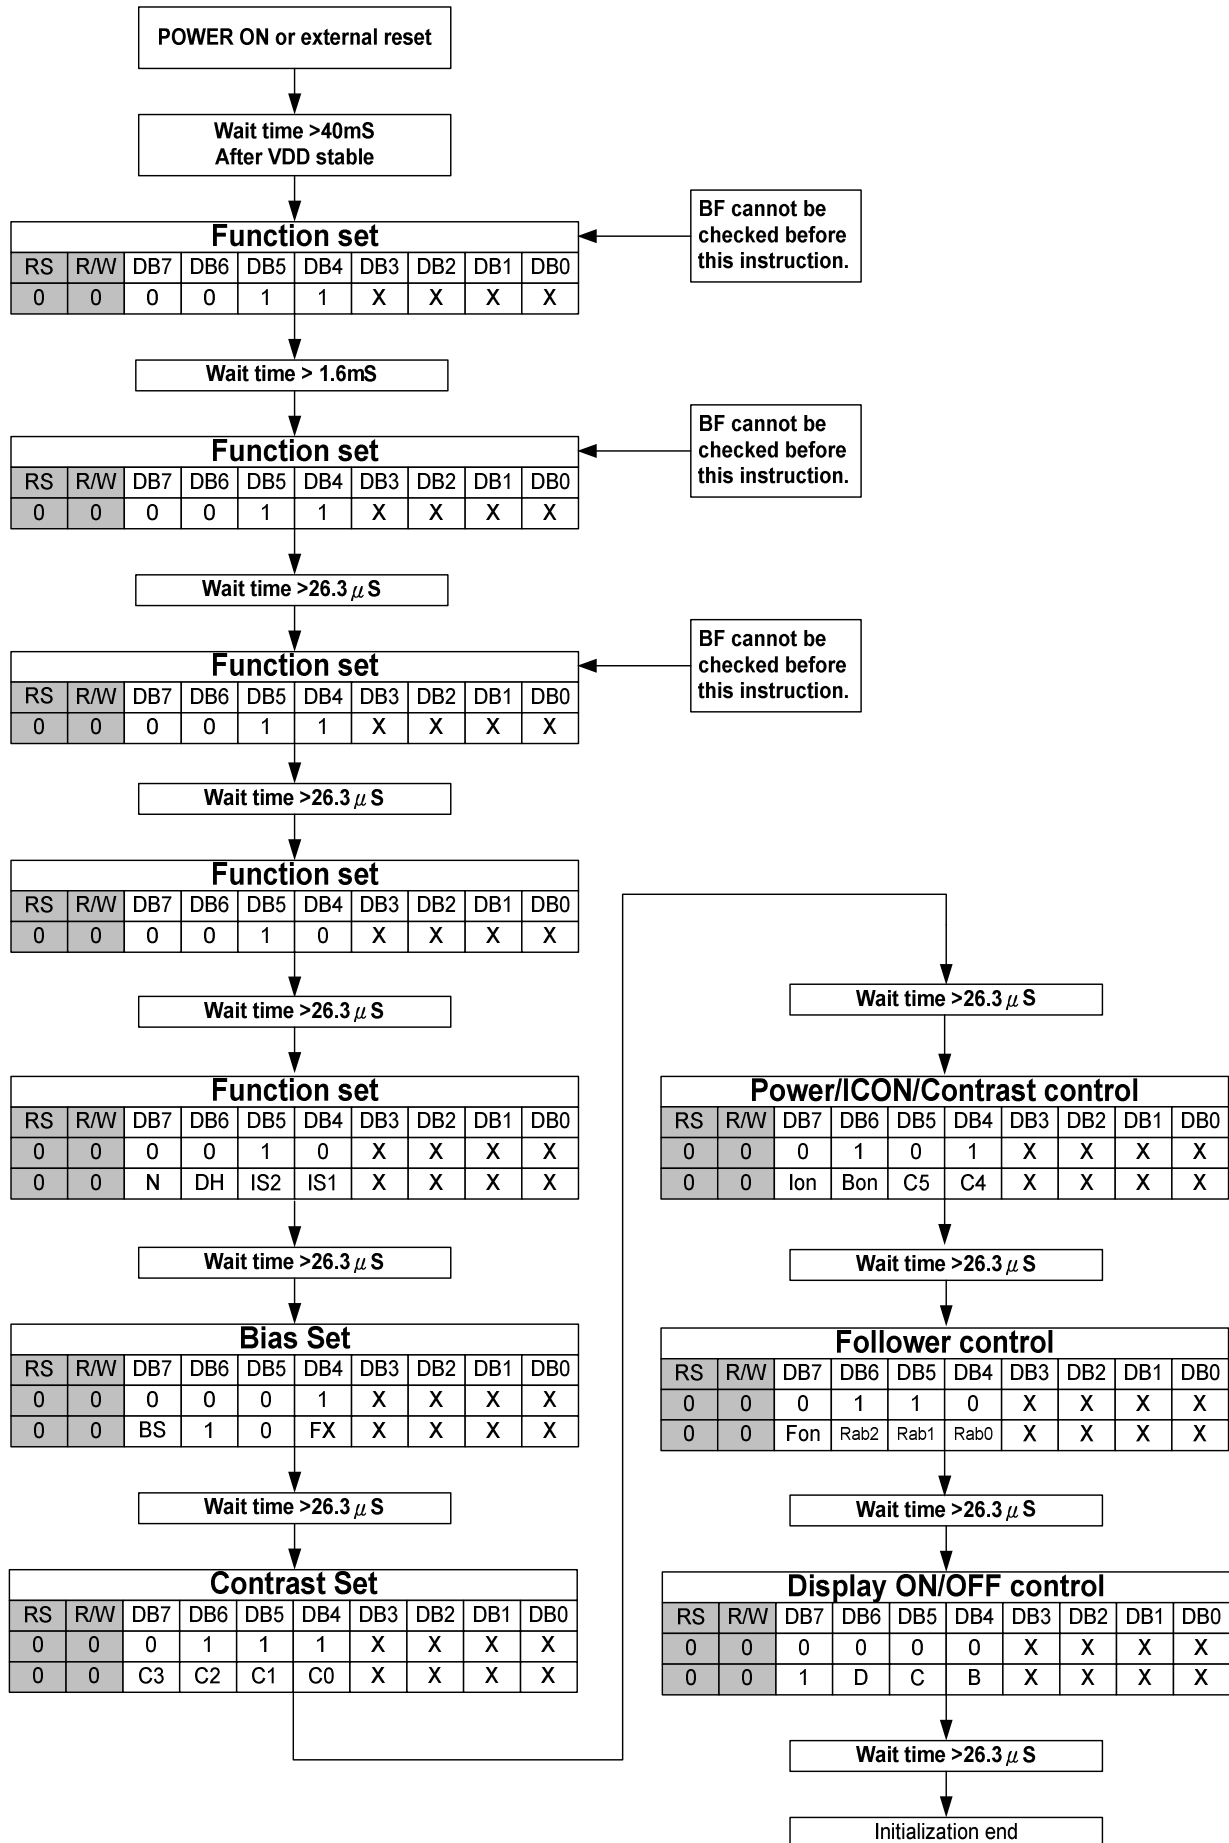 POWER ON or external reset
Wait time >40mS
After VDD stable
Function set
RS R/W DB7 DB6 DB5 DB4 DB3 DB2 DB1 DB0
0 0 0 0 1 1 X X X X
BF cannot be
checked before
this instruction.
Wait time > 1.6mS
Function set
RS R/W DB7 DB6 DB5 DB4 DB3 DB2 DB1 DB0
0 0 0 0 1 1 X X X X
BF cannot be
checked before
this instruction.
Wait time >26.3 μ S
Function set
RS R/W DB7 DB6 DB5 DB4 DB3 DB2 DB1 DB0
0 0 0 0 1 1 X X X X
BF cannot be
checked before
this instruction.
Wait time >26.3 μ S
Function set
RS R/W DB7 DB6 DB5 DB4 DB3 DB2 DB1 DB0
0 0 0 0 1 0 X X X X
Wait time >26.3 μ S
Function set
RS R/W DB7 DB6 DB5 DB4 DB3 DB2 DB1 DB0
0 0 0 0 1 0 X X X X
0 0 N DH IS2 IS1 X X X X
Wait time >26.3 μ S
Bias Set
RS R/W DB7 DB6 DB5 DB4 DB3 DB2 DB1 DB0
0 0 0 0 0 1 X X X X
0 0 BS 1 0 FX X X X X
Wait time >26.3 μ S
Contrast Set
RS R/W DB7 DB6 DB5 DB4 DB3 DB2 DB1 DB0
0 0 0 1 1 1 X X X X
0 0 C3 C2 C1 C0 X X X X
Wait time >26.3 μ S
Power/ICON/Contrast control
RS R/W DB7 DB6 DB5 DB4 DB3 DB2 DB1 DB0
0 0 0 1 0 1 X X X X
0 0 Ion Bon C5 C4 X X X X
Wait time >26.3 μ S
Follower control
RS R/W DB7 DB6 DB5 DB4 DB3 DB2 DB1 DB0
0 0 0 1 1 0 X X X X
0 0 Fon Rab2 Rab1 Rab0 X X X X
Wait time >26.3 μ S
Display ON/OFF control
RS R/W DB7 DB6 DB5 DB4 DB3 DB2 DB1 DB0
0 0 0 0 0 0 X X X X
0 0 1 D C B X X X X
Wait time >26.3 μ S
Initialization end